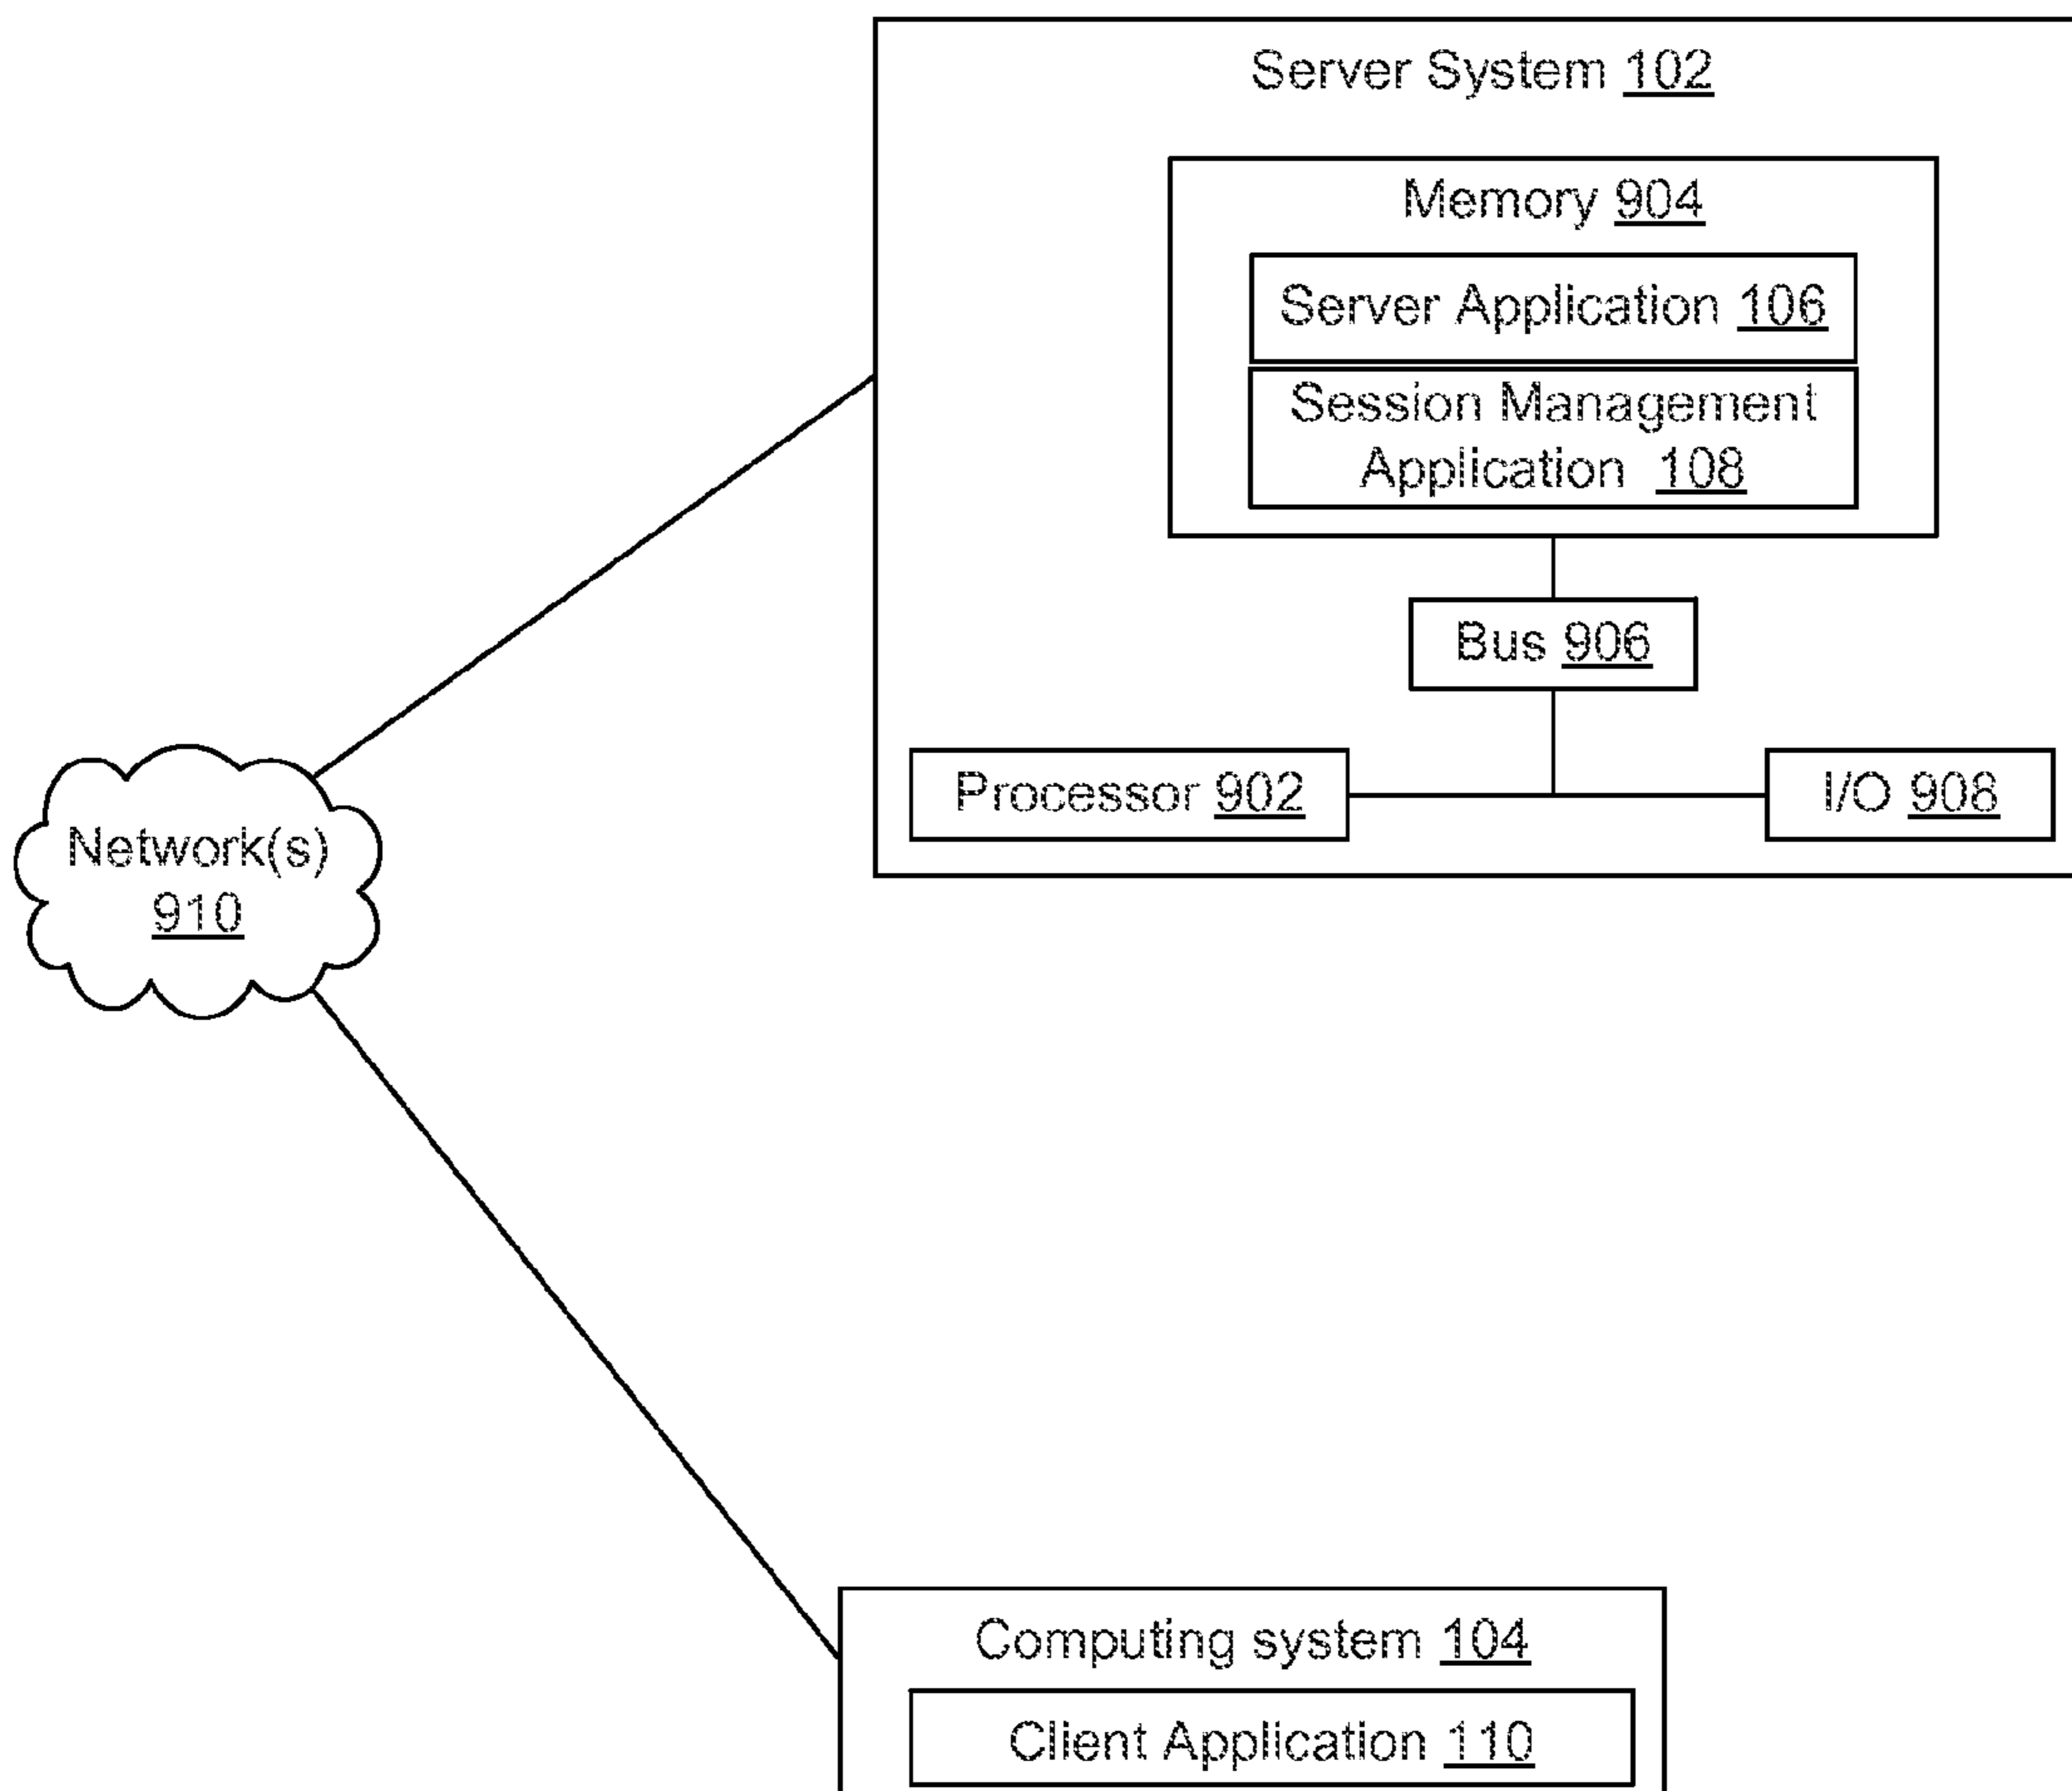 Server System 102
Memory 904
Server Application 106
Session Management
Application 108
Bus 906
Processor 902
I/O 908
Network(s)
910
Computing system 104
Client Application 110